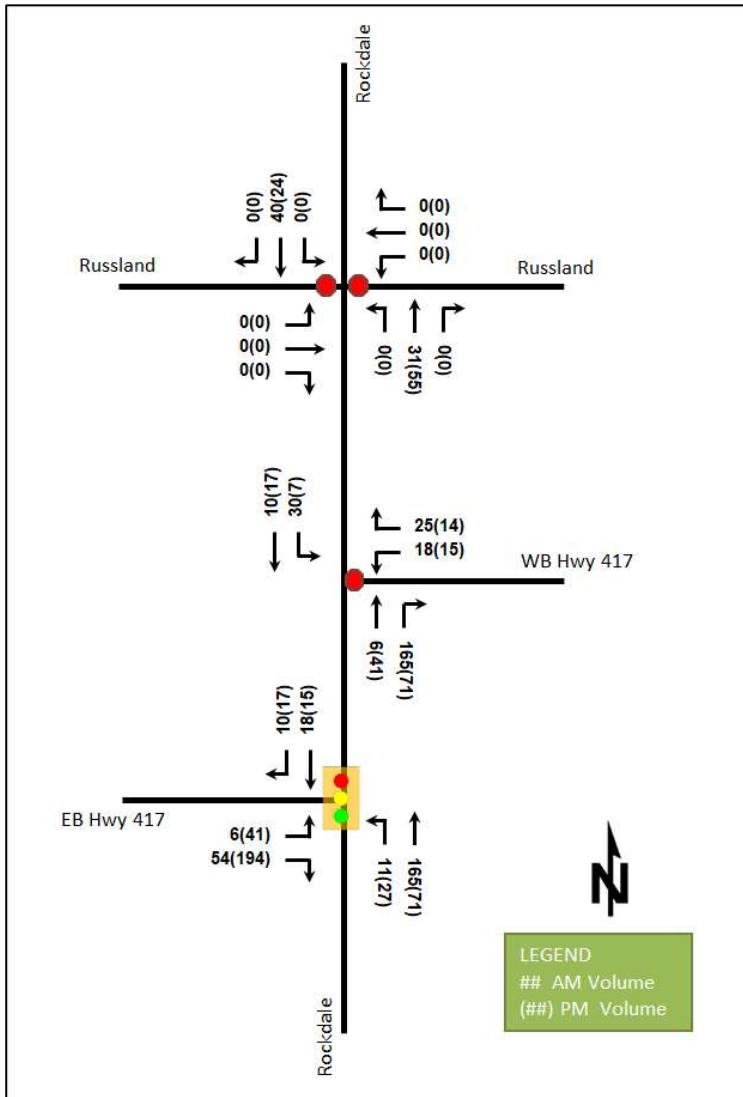 Rockdale
0(0)
40(24)
0(0)
0(0)
0(0)
0(0)
Russland
Russland
0(0)
0(0)
0(0)
0(0)
31(55)
0(0)
10(17)
30(7)
25(14)
18(15)
WB Hwy 417
6(41)
165(71)
10(17)
18(15)
EB Hwy 417
6(41)
54(194)
11(27)
165(71)
N
LEGEND
## AM Volume
(##) PM Volume
Rockdale